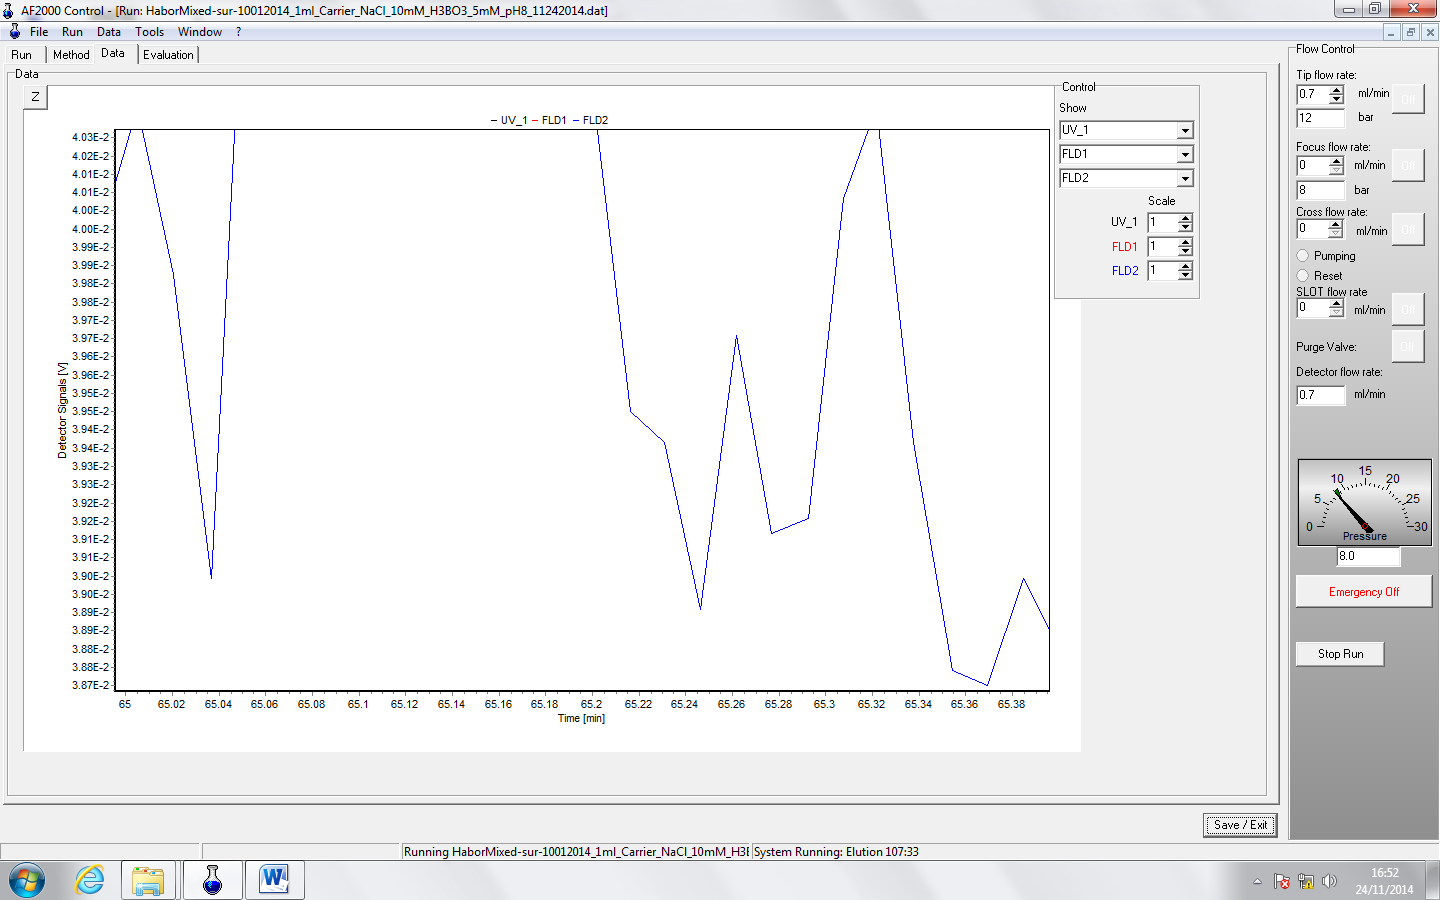 AF2000 Control - [Run: HaborMixed-sur-10012014_1ml_Carrier_NaCl_10mM_H3BO3_5mM_pH8_11242014.dat]
File Run Data Tools Window ?
Run Method Data Evaluation
Data
Z
UV_1 FLD1 FLD2
4.03E-2
4.02E-2
4.01E-2
4.01E-2
4.00E-2
4.00E-2
3.99E-2
3.99E-2
3.98E-2
3.98E-2
3.97E-2
3.97E-2
3.96E-2
3.96E-2
3.95E-2
3.95E-2
3.94E-2
3.94E-2
3.93E-2
3.93E-2
3.92E-2
3.92E-2
3.91E-2
3.91E-2
3.90E-2
3.90E-2
3.89E-2
3.89E-2
3.88E-2
3.88E-2
3.87E-2
Detector Signals [V]
65 65.02 65.04 65.06 65.08 65.1 65.12 65.14 65.16 65.18 65.2 65.22 65.24 65.26 65.28 65.3 65.32 65.34 65.36 65.38
Time [min]
Control
Show
UV_1
FLD1
FLD2
Scale
UV_1 1
FLD1 1
FLD2 1
Save / Exit
Flow Control
Tip flow rate:
0.7 ml/min Off
12 bar
Focus flow rate:
0 ml/min Off
8 bar
Cross flow rate:
0 ml/min Off
Pumping
Reset
SLOT flow rate
0 ml/min Off
Purge Valve: Off
Detector flow rate:
0.7 ml/min
0 5 10 15 20 25 30
Pressure
8.0
Emergency Off
Stop Run
Running HaborMixed-sur-10012014_1ml_Carrier_NaCl_10mM_H3 System Running: Elution 107:33
16:52
24/11/2014